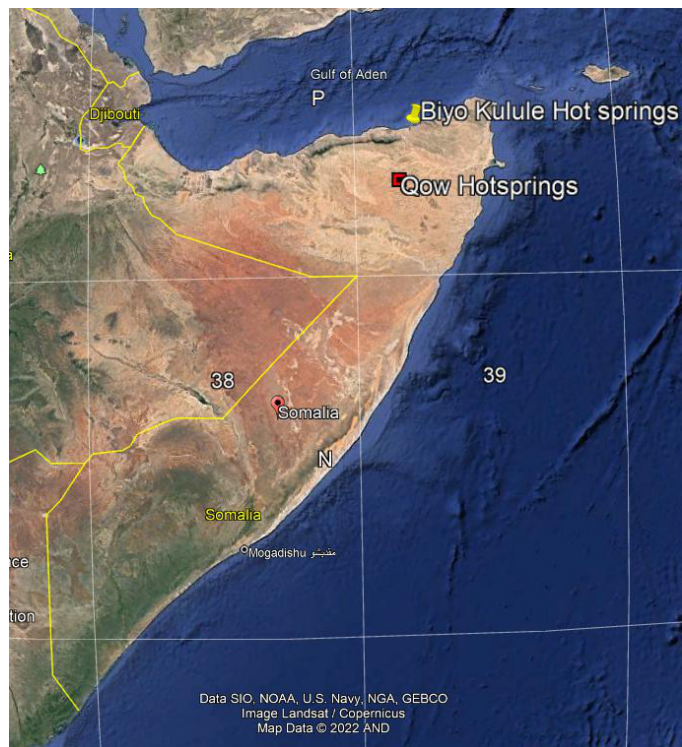 Gulf of Aden
P
Djibouti
Biyo Kulule Hot springs
Qow Hotsprings
38
39
Somalia
N
Somalia
Mogadishu مقديشو
ce
tion
Data SIO, NOAA, U.S. Navy, NGA, GEBCO
Image Landsat / Copernicus
Map Data © 2022 AND